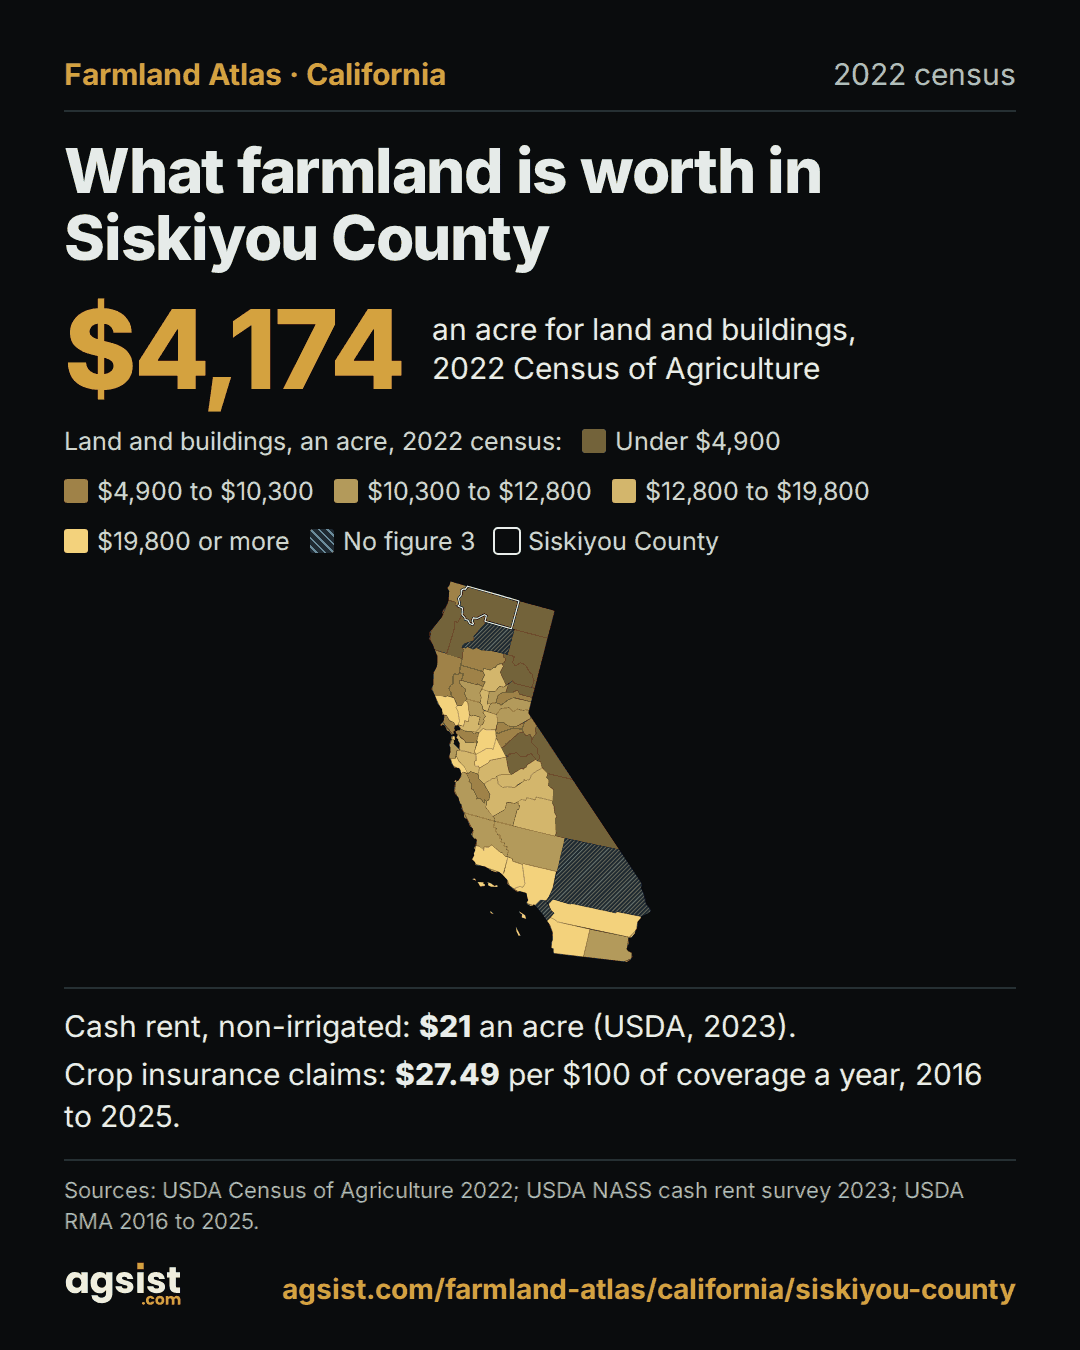 Farmland Atlas · California
2022 census
What farmland is worth in
Siskiyou County
$4,174
an acre for land and buildings,
2022 Census of Agriculture
Land and buildings, an acre, 2022 census: Under $4,900
$4,900 to $10,300 $10,300 to $12,800 $12,800 to $19,800
$19,800 or more No figure 3 Siskiyou County
Cash rent, non-irrigated: $21 an acre (USDA, 2023).
Crop insurance claims: $27.49 per $100 of coverage a year, 2016
to 2025.
Sources: USDA Census of Agriculture 2022; USDA NASS cash rent survey 2023; USDA
RMA 2016 to 2025.
agsist
.com
agsist.com/farmland-atlas/california/siskiyou-county